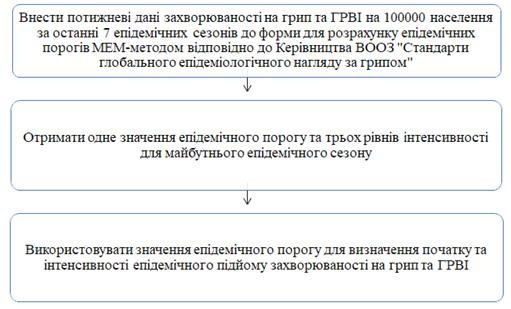 Внести потижневі дані захворюваності на грип та ГРВІ на 100000 населення
за останні 7 епідемічних сезонів до форми для розрахунку епідемічних
порогів МЕМ-методом відповідно до Керівництва ВООЗ "Стандарти
глобального епідеміологічного нагляду за грипом"
Отримати одне значення епідемічного порогу та трьох рівнів інтенсивності
для майбутнього епідемічного сезону
Використовувати значення епідемічного порогу для визначення початку та
інтенсивності епідемічного підйому захворюваності на грип та ГРВІ